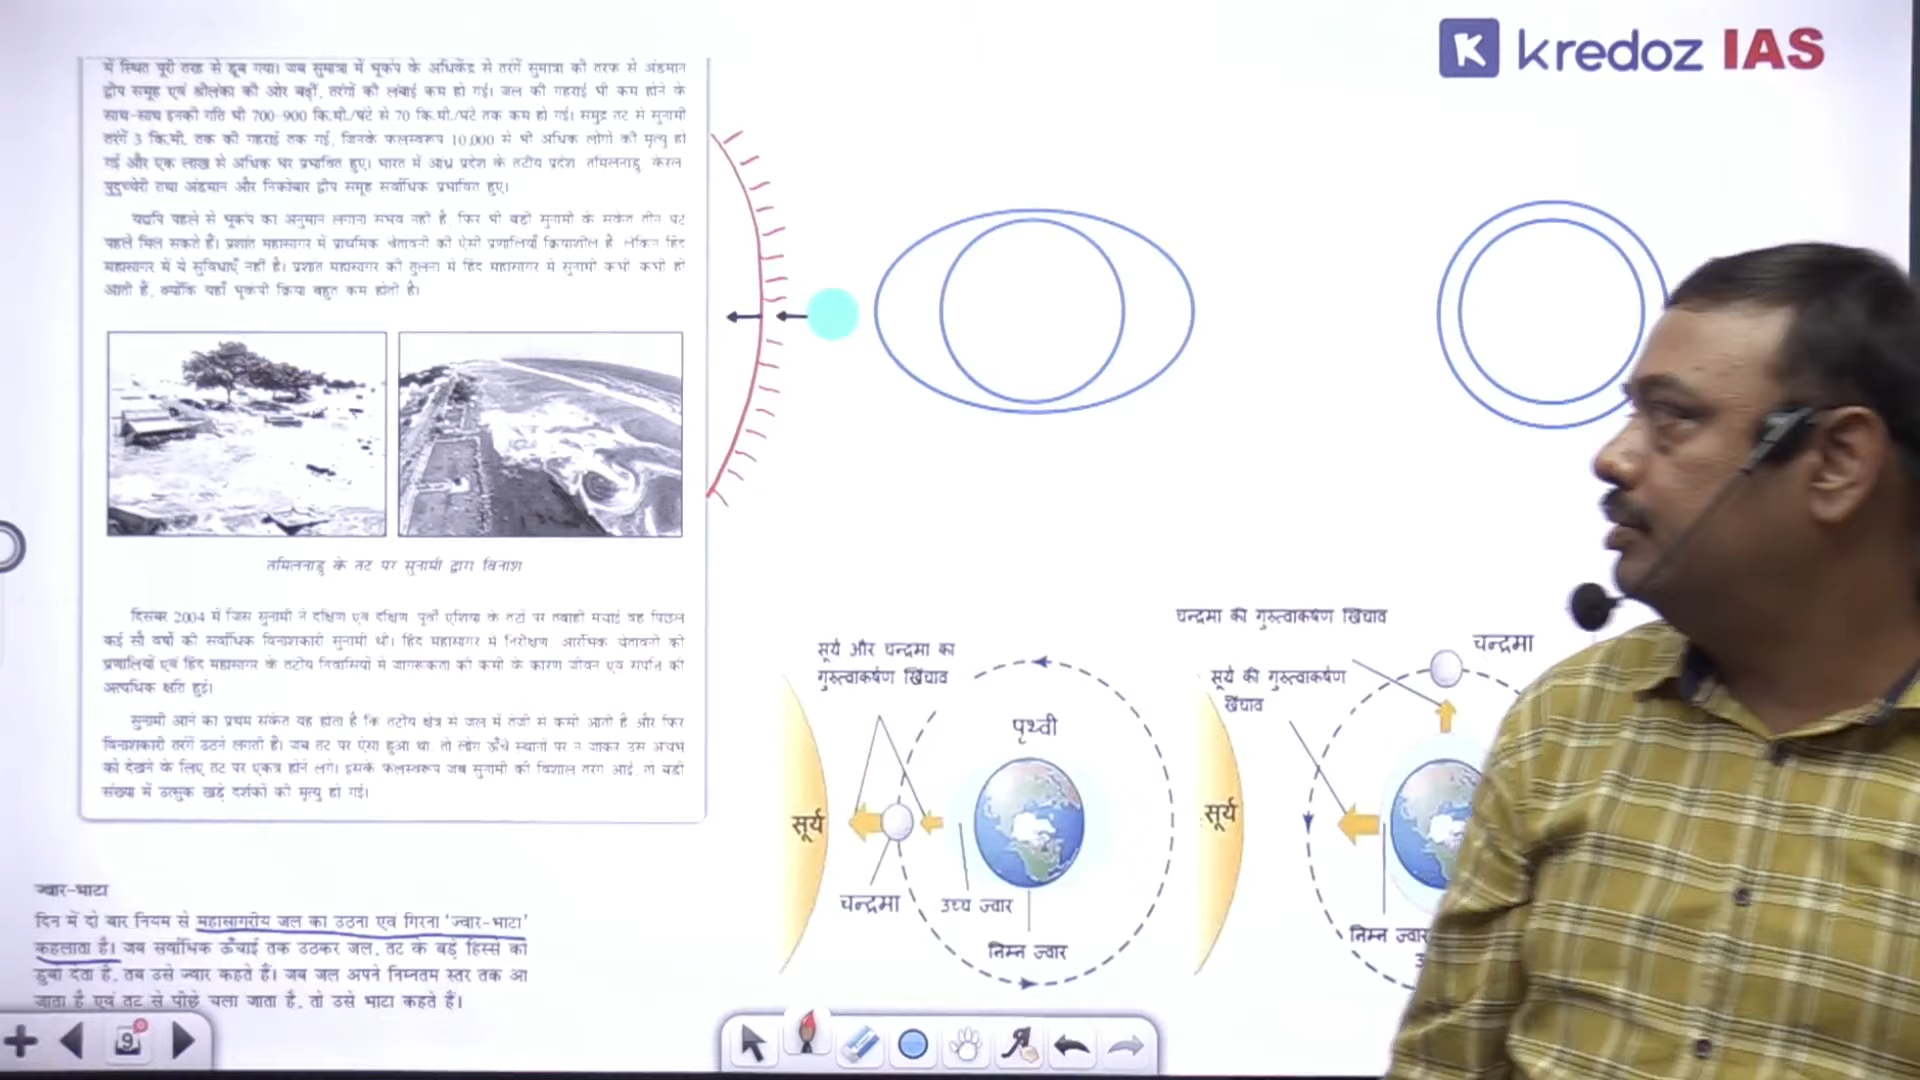 kredoz IAS
में स्थित पूरी तरह से डूब गया। जब सुमात्रा में भूकंप के अधिकेंद्र से तरंगें सुमात्रा की तरफ से अंडमान
द्वीप समूह एवं श्रीलंका की ओर बढ़ीं, तरंगों की लंबाई कम हो गई। जल की गहराई भी कम होने के
साथ-साथ इनकी गति भी 700-900 कि.मी./घंटे से 70 कि.मी./घंटे तक कम हो गई। समुद्र तट से सुनामी
तरंगें 3 कि.मी. तक की गहराई तक गई, जिनके फलस्वरूप 10,000 से भी अधिक लोगों की मृत्यु हो
गई और एक लाख से अधिक घर प्रभावित हुए। भारत में आंध्र प्रदेश के तटीय प्रदेश तमिलनाडु केरल
पुदुच्चेरी तथा अंडमान और निकोबार द्वीप समूह सर्वाधिक प्रभावित हुए।
यद्यपि पहले से भूकंप का अनुमान लगाना संभव नहीं है, फिर भी बड़ी सुनामी के संकेत तीन घंटे
पहले मिल सकते हैं। प्रशांत महासागर में प्राथमिक चेतावनी की ऐसी प्रणालियाँ क्रियाशील हैं, लेकिन हिंद
महासागर में ये सुविधाएँ नहीं हैं। प्रशांत महासागर की तुलना में हिंद महासागर में सुनामी कभी कभी ही
आती हैं, क्योंकि यहाँ भूकंपी क्रिया बहुत कम होती है।
तमिलनाडु के तट पर सुनामी द्वारा विनाश
दिसंबर 2004 में जिस सुनामी ने दक्षिण एवं दक्षिण पूर्वी एशिया के तटों पर तबाही मचाई वह पिछले
कई सौ वर्षों की सर्वाधिक विनाशकारी सुनामी थी। हिंद महासागर में निरीक्षण, आरंभिक चेतावनी की
प्रणालियों एवं हिंद महासागर के तटीय निवासियों में जागरूकता की कमी के कारण जीवन एवं संपत्ति की
अत्यधिक क्षति हुई।
सुनामी आने का प्रथम संकेत यह होता है कि तटीय क्षेत्र से जल में तेजी से कमी आती है और फिर
विनाशकारी तरंगें उठने लगती हैं। जब तट पर ऐसा हुआ था, तो लोग ऊँचे स्थानों पर न जाकर उस अचंभे
को देखने के लिए तट पर एकत्र होने लगे। इसके फलस्वरूप जब सुनामी की विशाल तरंग आई, तो बड़ी
संख्या में उत्सुक खड़े दर्शकों की मृत्यु हो गई।
ज्वार-भाटा
दिन में दो बार नियम से महासागरीय जल का उठना एवं गिरना 'ज्वार-भाटा'
कहलाता है। जब सर्वाधिक ऊँचाई तक उठकर जल, तट के बड़े हिस्से को
डुबो देता है, तब उसे ज्वार कहते हैं। जब जल अपने निम्नतम स्तर तक आ
जाता है एवं तट से पीछे चला जाता है, तो उसे भाटा कहते हैं।
सूर्य और चन्द्रमा का
गुरुत्वाकर्षण खिंचाव
पृथ्वी
सूर्य
चन्द्रमा
उच्च ज्वार
निम्न ज्वार
चन्द्रमा की गुरुत्वाकर्षण खिंचाव
चन्द्रमा
सूर्य की गुरुत्वाकर्षण
खिंचाव
सूर्य
निम्न ज्वार
9